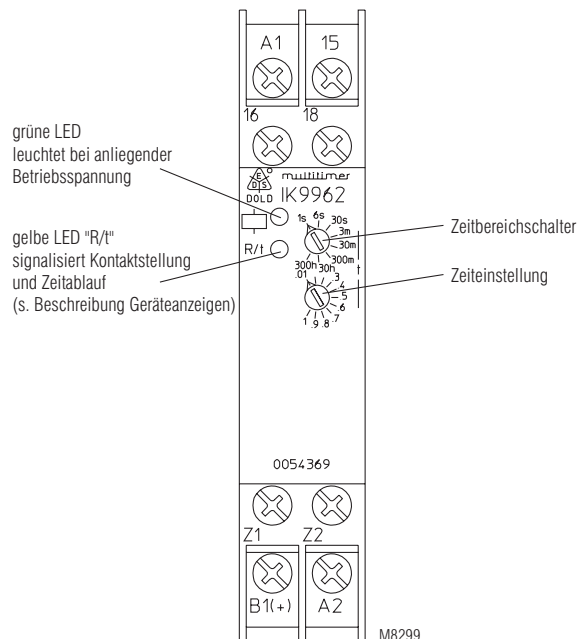 A1 15
16 18
grüne LED
leuchtet bei anliegender
Betriebsspannung
E
D S
DOLD
multitimer
IK9962
gelbe LED "R/t"
signalisiert Kontaktstellung
und Zeitablauf
(s. Beschreibung Geräteanzeigen)
R/t
1s 6s 30s
3m
30m
300m
30h
300h
Zeitbereichschalter
t
.01 .3
.4
.5
.6
.7
.8
.9
1
Zeiteinstellung
0054369
Z1 Z2
B1(+) A2
M8299